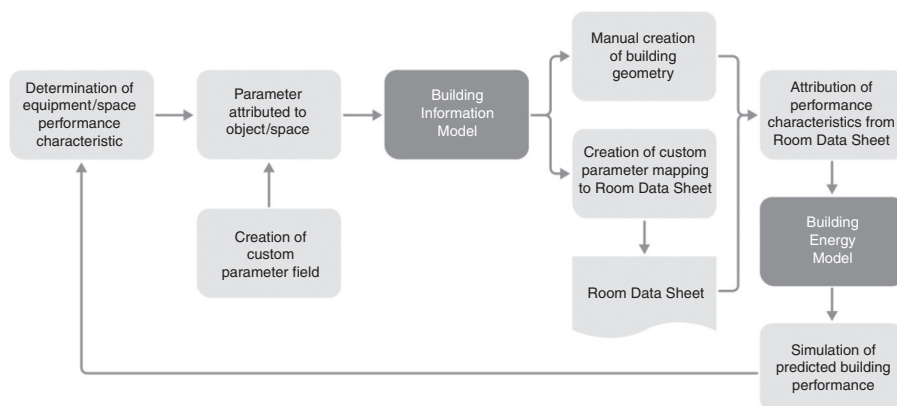 Determination of
equipment/space
performance
characteristic
Parameter
attributed to
object/space
Creation of
custom
parameter field
Building
Information
Model
Manual creation
of building
geometry
Creation of custom
parameter mapping
to Room Data Sheet
Room Data Sheet
Attribution of
performance
characteristics from
Room Data Sheet
Building
Energy
Model
Simulation of
predicted building
performance